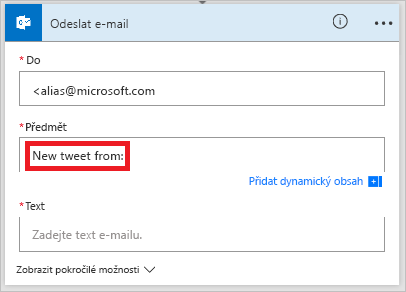 Odeslat e-mail
* Do
<alias@microsoft.com
* Předmět
New tweet from:
Přidat dynamický obsah
* Text
Zadejte text e-mailu.
Zobrazit pokročilé možnosti